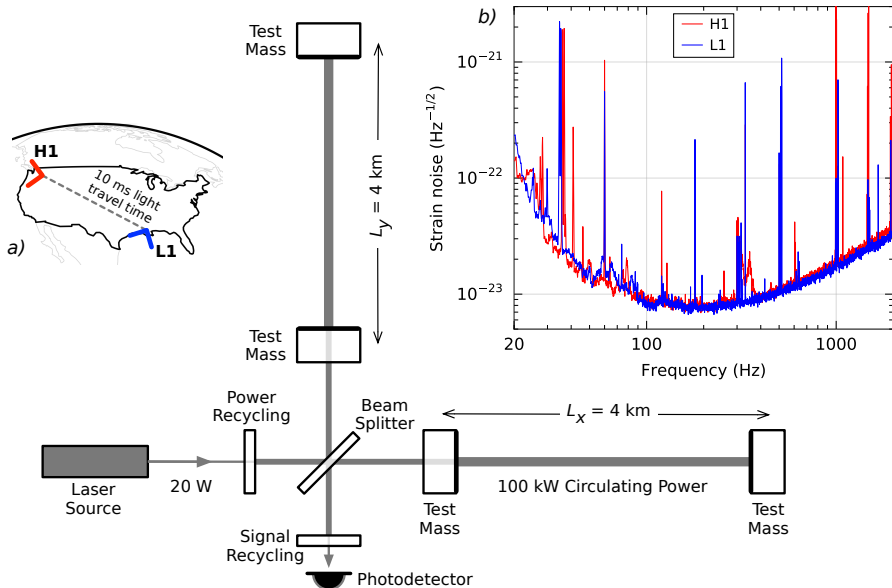 Test
Mass
L_y = 4 km
H1
10 ms light
travel time
L1
a)
Test
Mass
Power
Recycling
Beam
Splitter
Laser
Source
20 W
L_x = 4 km
100 kW Circulating Power
Test
Mass
Test
Mass
Signal
Recycling
Photodetector
b)
H1
L1
Strain noise (Hz^{−1/2})
10^{−21}
10^{−22}
10^{−23}
20
100
1000
Frequency (Hz)